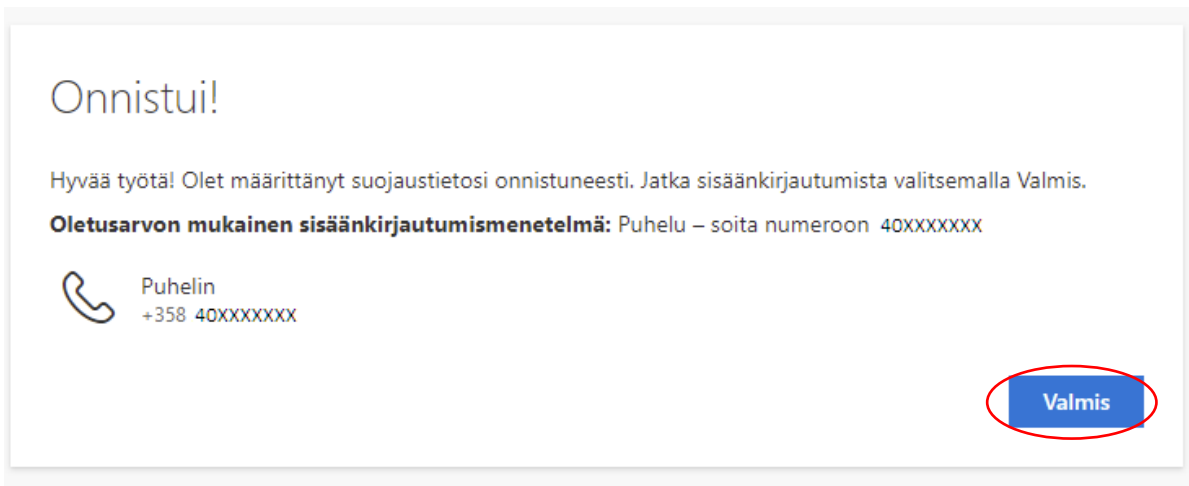 Onnistui!
Hyvää työtä! Olet määrittänyt suojaustietosi onnistuneesti. Jatka sisäänkirjautumista valitsemalla Valmis.
Oletusarvon mukainen sisäänkirjautumismenetelmä: Puhelu – soita numeroon 40XXXXXXX
Puhelin
+358 40XXXXXXX
Valmis